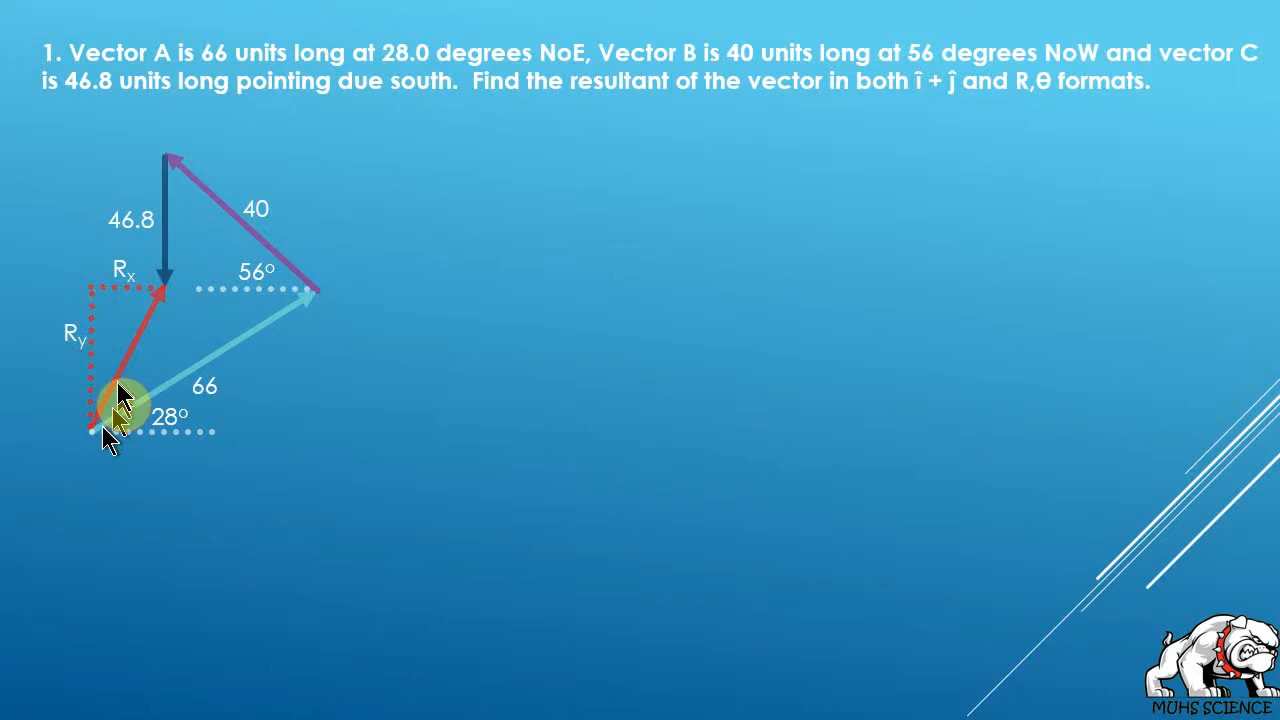 1. Vector A is 66 units long at 28.0 degrees NoE, Vector B is 40 units long at 56 degrees NoW and vector C
is 46.8 units long pointing due south. Find the resultant of the vector in both î + ĵ and R,θ formats.
46.8
40
Rx
56°
Ry
66
28°
MUHS SCIENCE